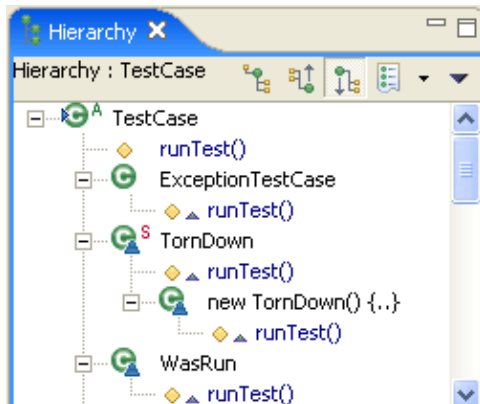 Hierarchy
Hierarchy : TestCase
A TestCase
runTest()
ExceptionTestCase
runTest()
S TornDown
runTest()
new TornDown() {..}
runTest()
WasRun
runTest()